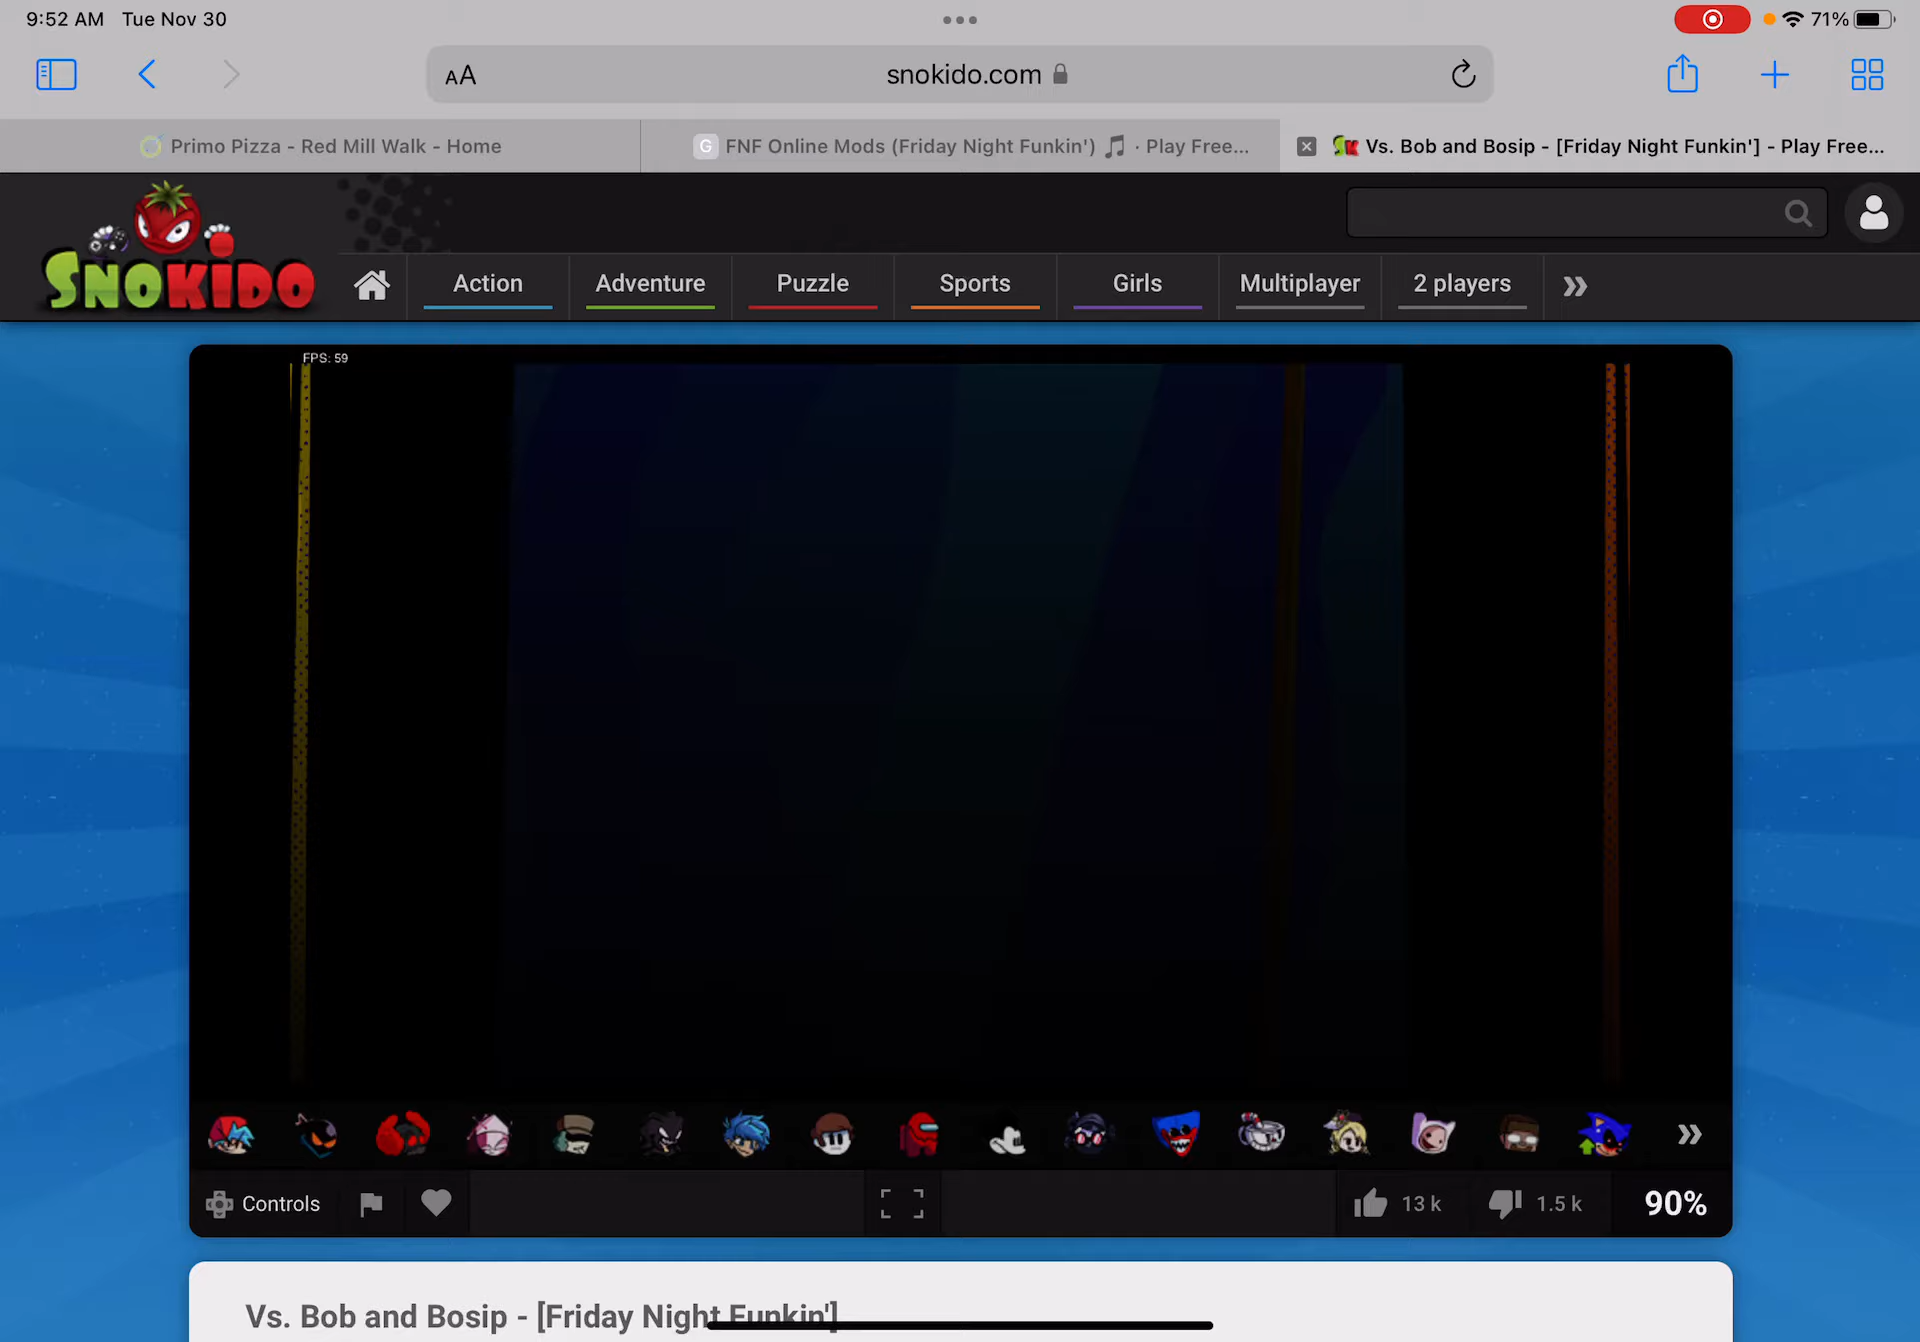 9:52 AM Tue Nov 30
71%
AA
snokido.com
Primo Pizza - Red Mill Walk - Home
G FNF Online Mods (Friday Night Funkin') 🎵 · Play Free...
Vs. Bob and Bosip - [Friday Night Funkin'] - Play Free...
SNOKIDO
Action
Adventure
Puzzle
Sports
Girls
Multiplayer
2 players
»
FPS: 59
»
Controls
13 k
1.5 k
90%
Vs. Bob and Bosip - [Friday Night Funkin']